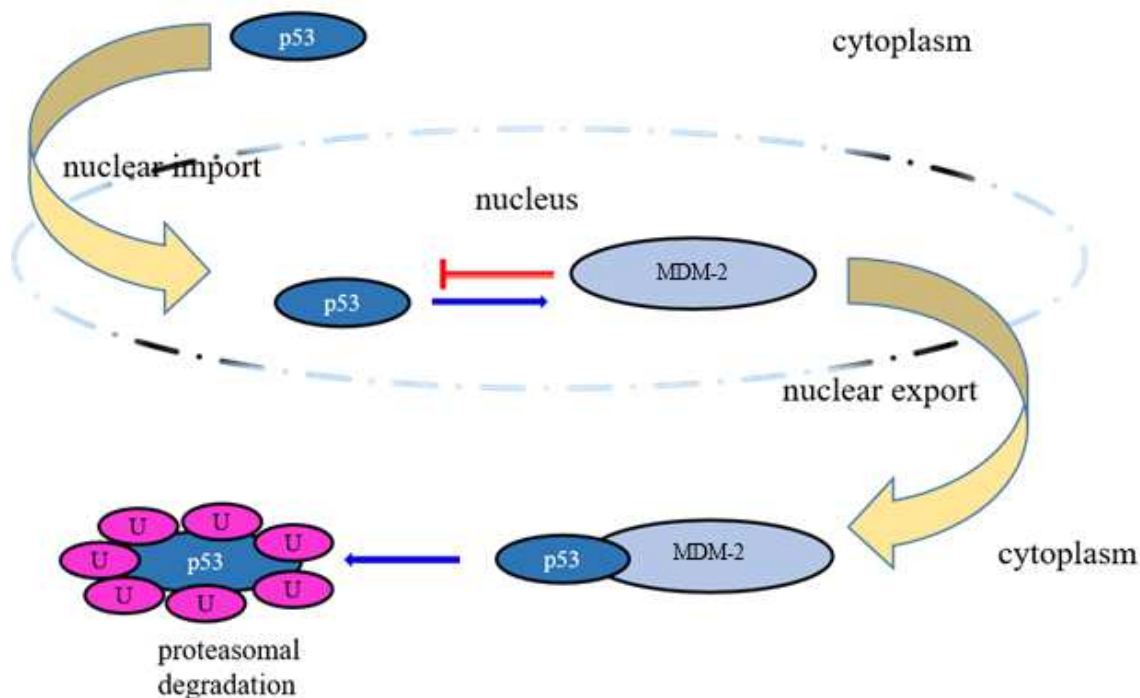 p53
cytoplasm
nuclear import
nucleus
MDM-2
p53
nuclear export
U
U
U
U
p53
U
U
U
U
p53
MDM-2
cytoplasm
proteasomal
degradation